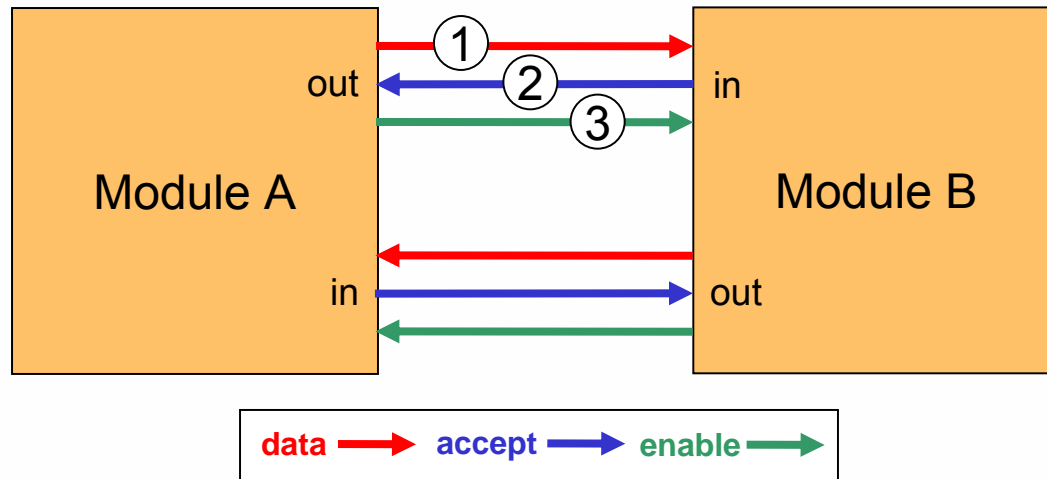 1
out 2 in
3
Module A Module B
in out
data accept enable